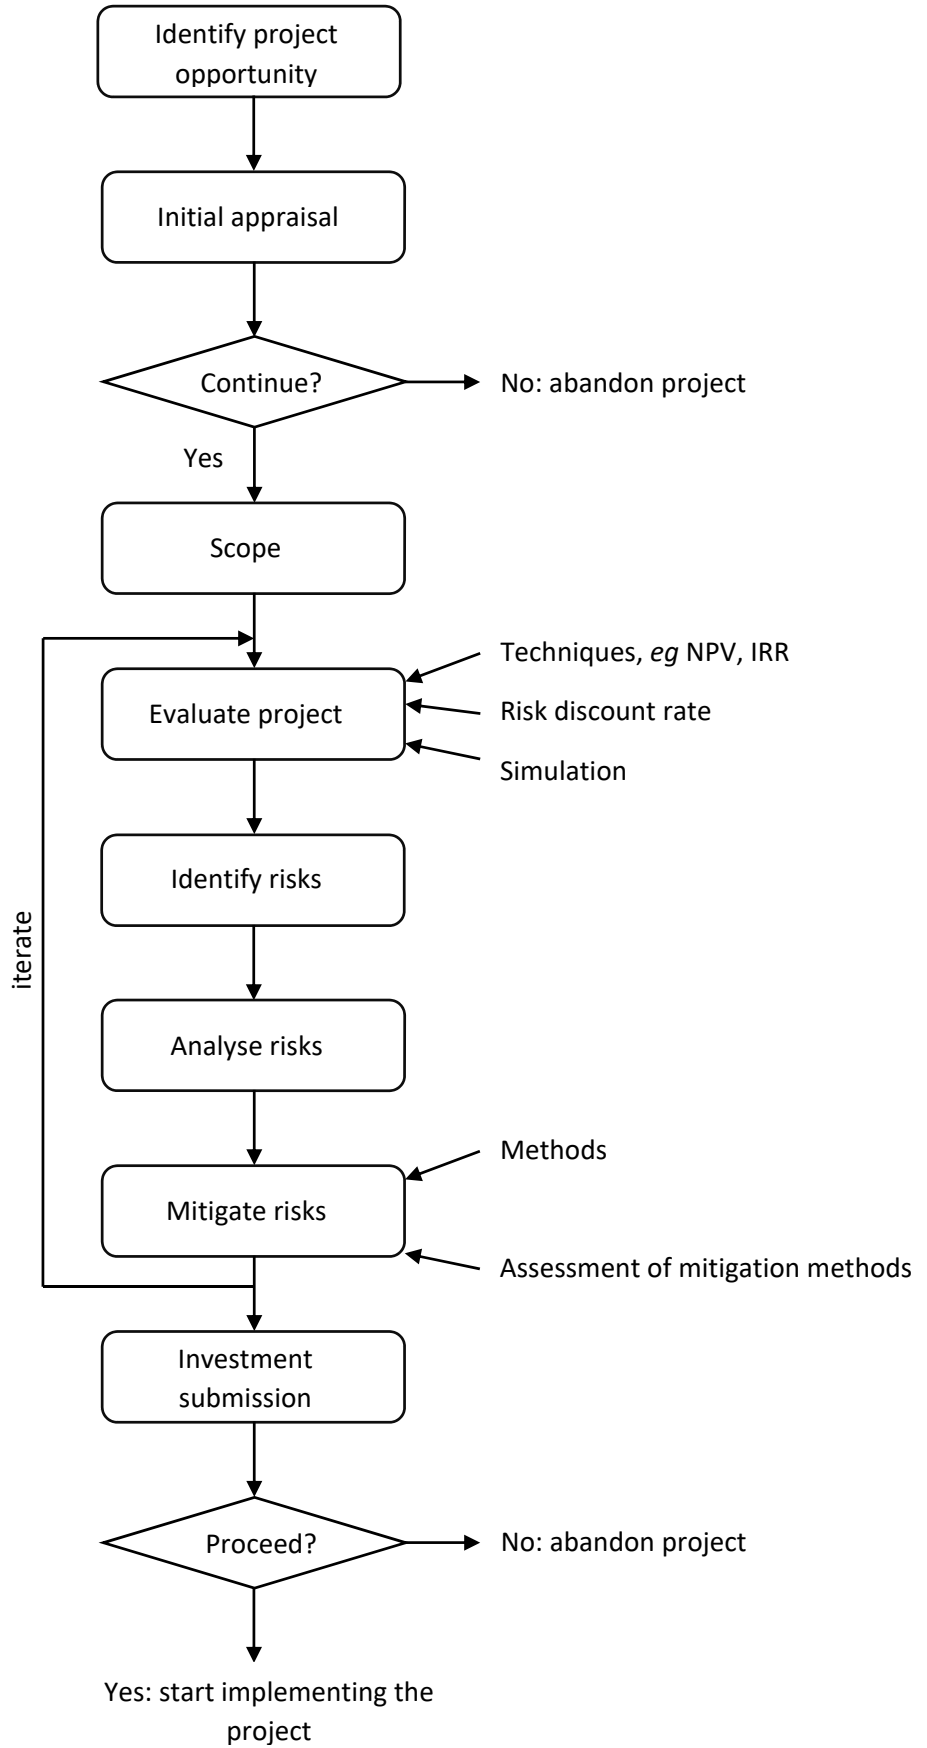 Identify project
opportunity
Initial appraisal
Continue?
No: abandon project
Yes
Scope
Techniques, eg NPV, IRR
Evaluate project
Risk discount rate
Simulation
Identify risks
iterate
Analyse risks
Methods
Mitigate risks
Assessment of mitigation methods
Investment
submission
Proceed?
No: abandon project
Yes: start implementing the
project